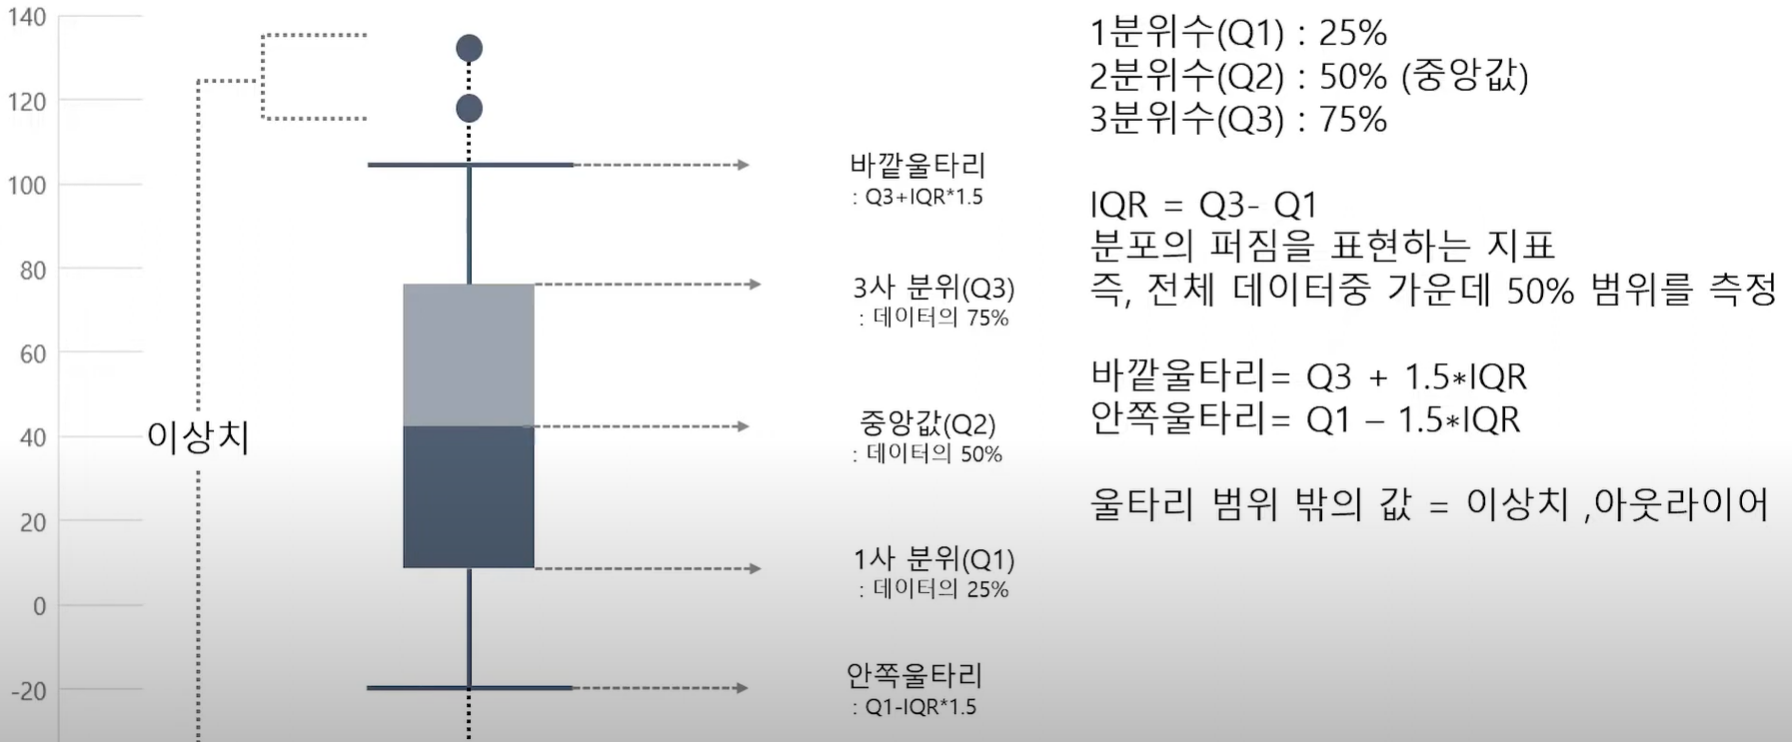 140
120
100
80
60
40
20
0
-20
이상치
바깥울타리
: Q3+IQR*1.5
3사 분위(Q3)
: 데이터의 75%
중앙값(Q2)
: 데이터의 50%
1사 분위(Q1)
: 데이터의 25%
안쪽울타리
: Q1-IQR*1.5
1분위수(Q1) : 25%
2분위수(Q2) : 50% (중앙값)
3분위수(Q3) : 75%
IQR = Q3- Q1
분포의 퍼짐을 표현하는 지표
즉, 전체 데이터중 가운데 50% 범위를 측정
바깥울타리= Q3 + 1.5*IQR
안쪽울타리= Q1 – 1.5*IQR
울타리 범위 밖의 값 = 이상치 ,아웃라이어